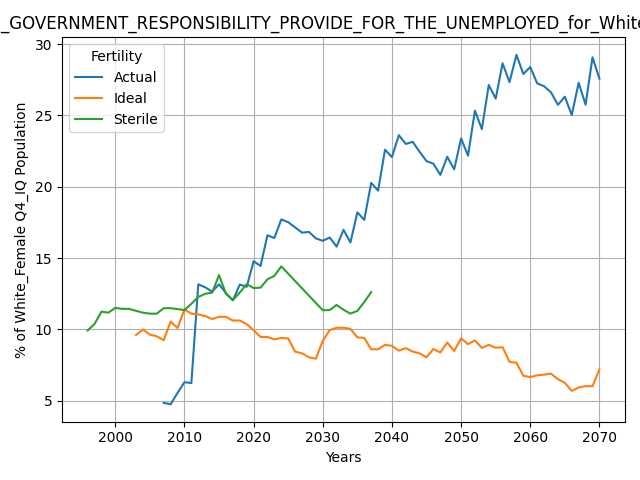 _GOVERNMENT_RESPONSIBILITY_PROVIDE_FOR_THE_UNEMPLOYED_for_White
Fertility
Actual
Ideal
Sterile
% of White_Female Q4_IQ Population
30
25
20
15
10
5
2000 2010 2020 2030 2040 2050 2060 2070
Years